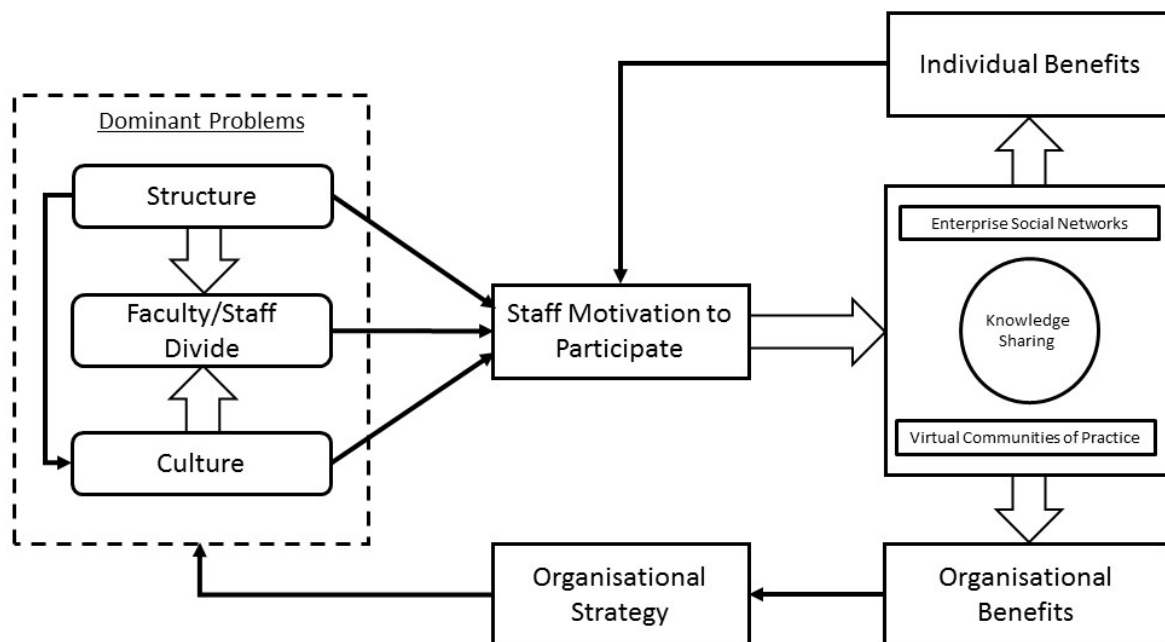 Individual Benefits
Dominant Problems
Structure
Enterprise Social Networks
Faculty/Staff
Divide
Staff Motivation to
Participate
Knowledge
Sharing
Virtual Communities of Practice
Culture
Organisational
Strategy
Organisational
Benefits